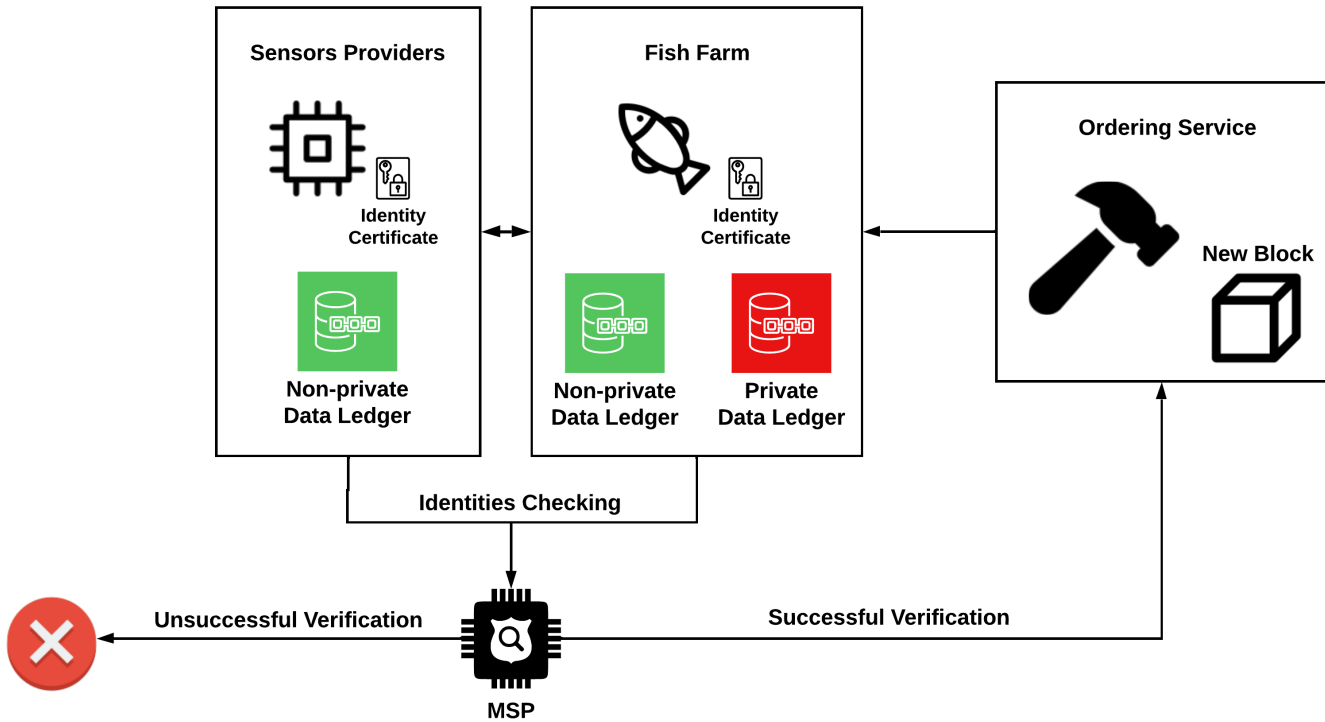 Sensors Providers
Identity
Certificate
Non-private
Data Ledger
Fish Farm
Identity
Certificate
Non-private
Data Ledger
Private
Data Ledger
Ordering Service
New Block
Identities Checking
Unsuccessful Verification
Successful Verification
MSP